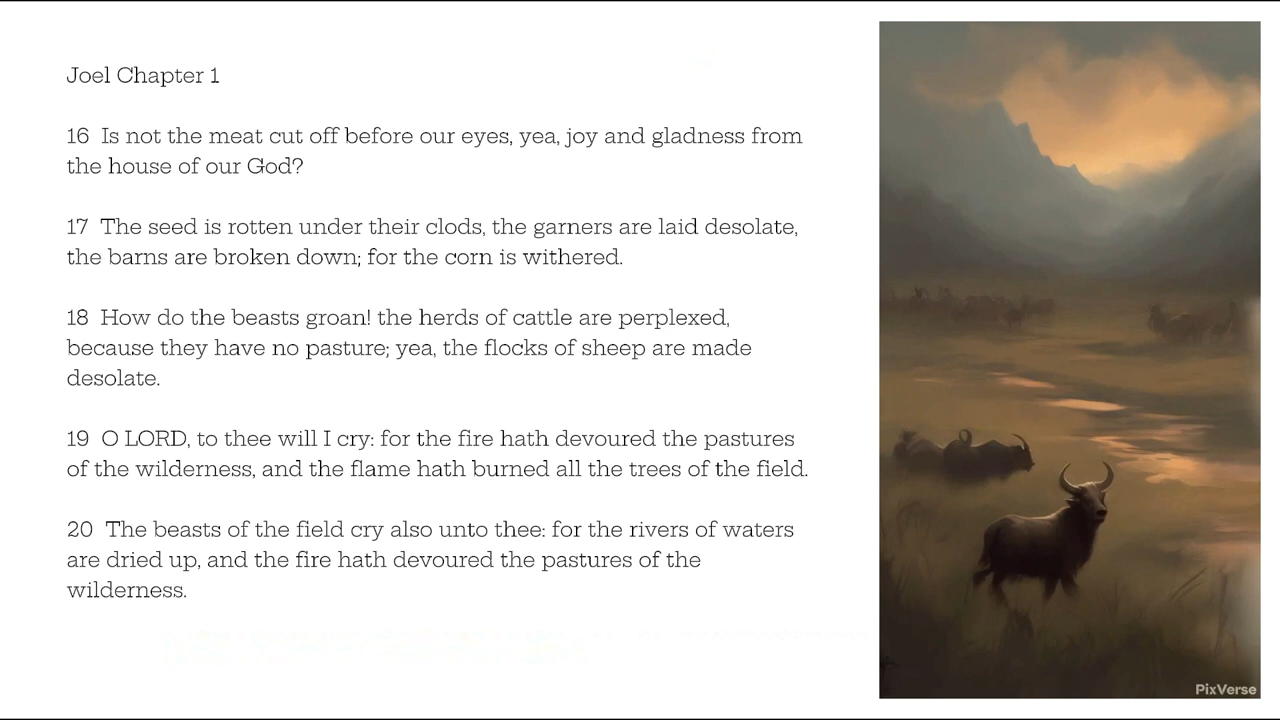 Joel Chapter 1
16 Is not the meat cut off before our eyes, yea, joy and gladness from
the house of our God?
17 The seed is rotten under their clods, the garners are laid desolate,
the barns are broken down; for the corn is withered.
18 How do the beasts groan! the herds of cattle are perplexed,
because they have no pasture; yea, the flocks of sheep are made
desolate.
19 O LORD, to thee will I cry: for the fire hath devoured the pastures
of the wilderness, and the flame hath burned all the trees of the field.
20 The beasts of the field cry also unto thee: for the rivers of waters
are dried up, and the fire hath devoured the pastures of the
wilderness.
PixVerse